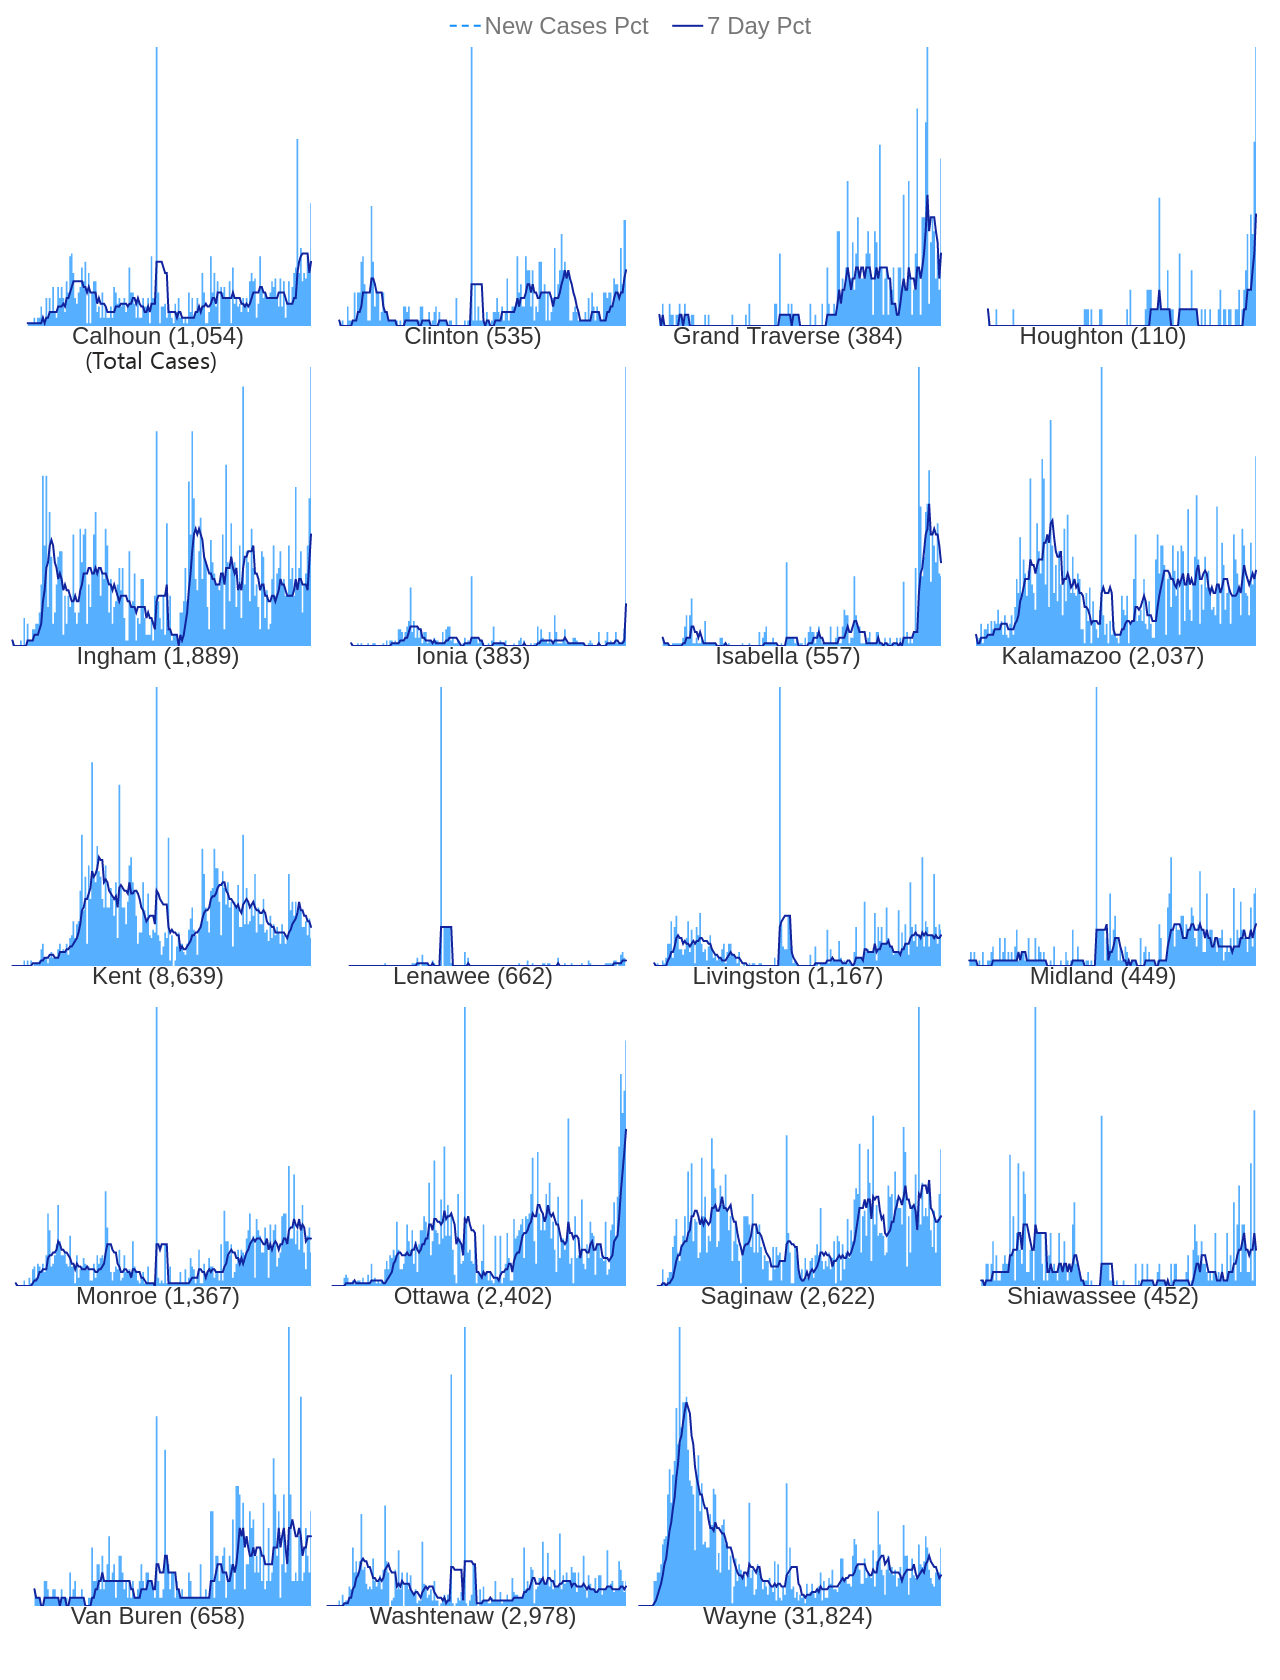 New Cases Pct 7 Day Pct
Calhoun (1,054) Clinton (535) Grand Traverse (384) Houghton (110)
(Total Cases)
Ingham (1,889) Ionia (383) Isabella (557) Kalamazoo (2,037)
Kent (8,639) Lenawee (662) Livingston (1,167) Midland (449)
Monroe (1,367) Ottawa (2,402) Saginaw (2,622) Shiawassee (452)
Van Buren (658) Washtenaw (2,978) Wayne (31,824)